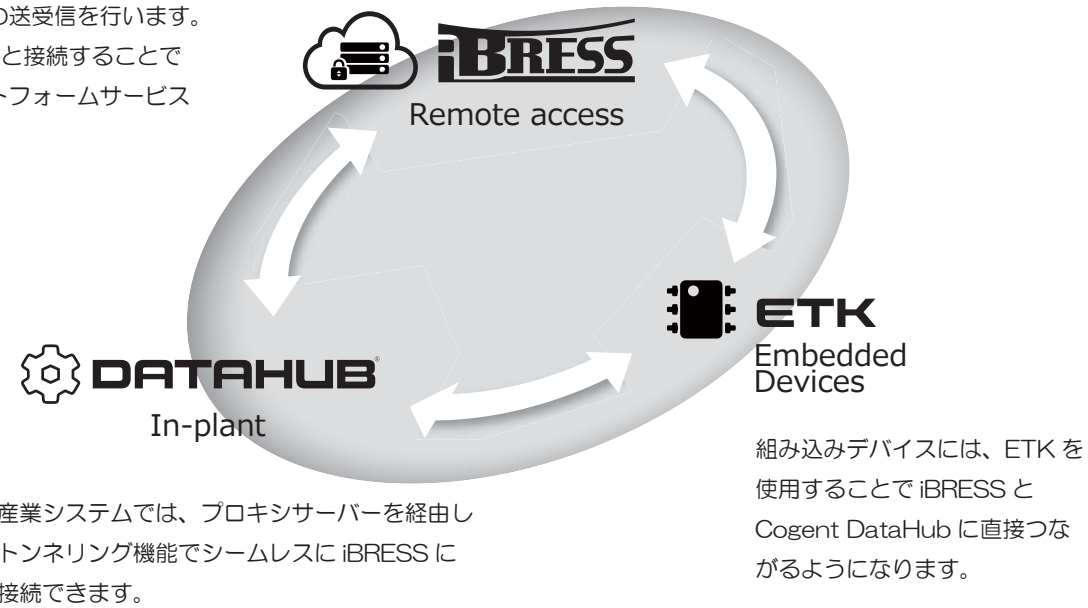 の送受信を行います。
と接続することで
トフォームサービス
iBRESS
Remote access
DATAHUB®
In-plant
ETK
Embedded
Devices
産業システムでは、プロキシサーバーを経由し
トンネリング機能でシームレスに iBRESS に
接続できます。
組み込みデバイスには、ETK を
使用することで iBRESS と
Cogent DataHub に直接つな
がるようになります。